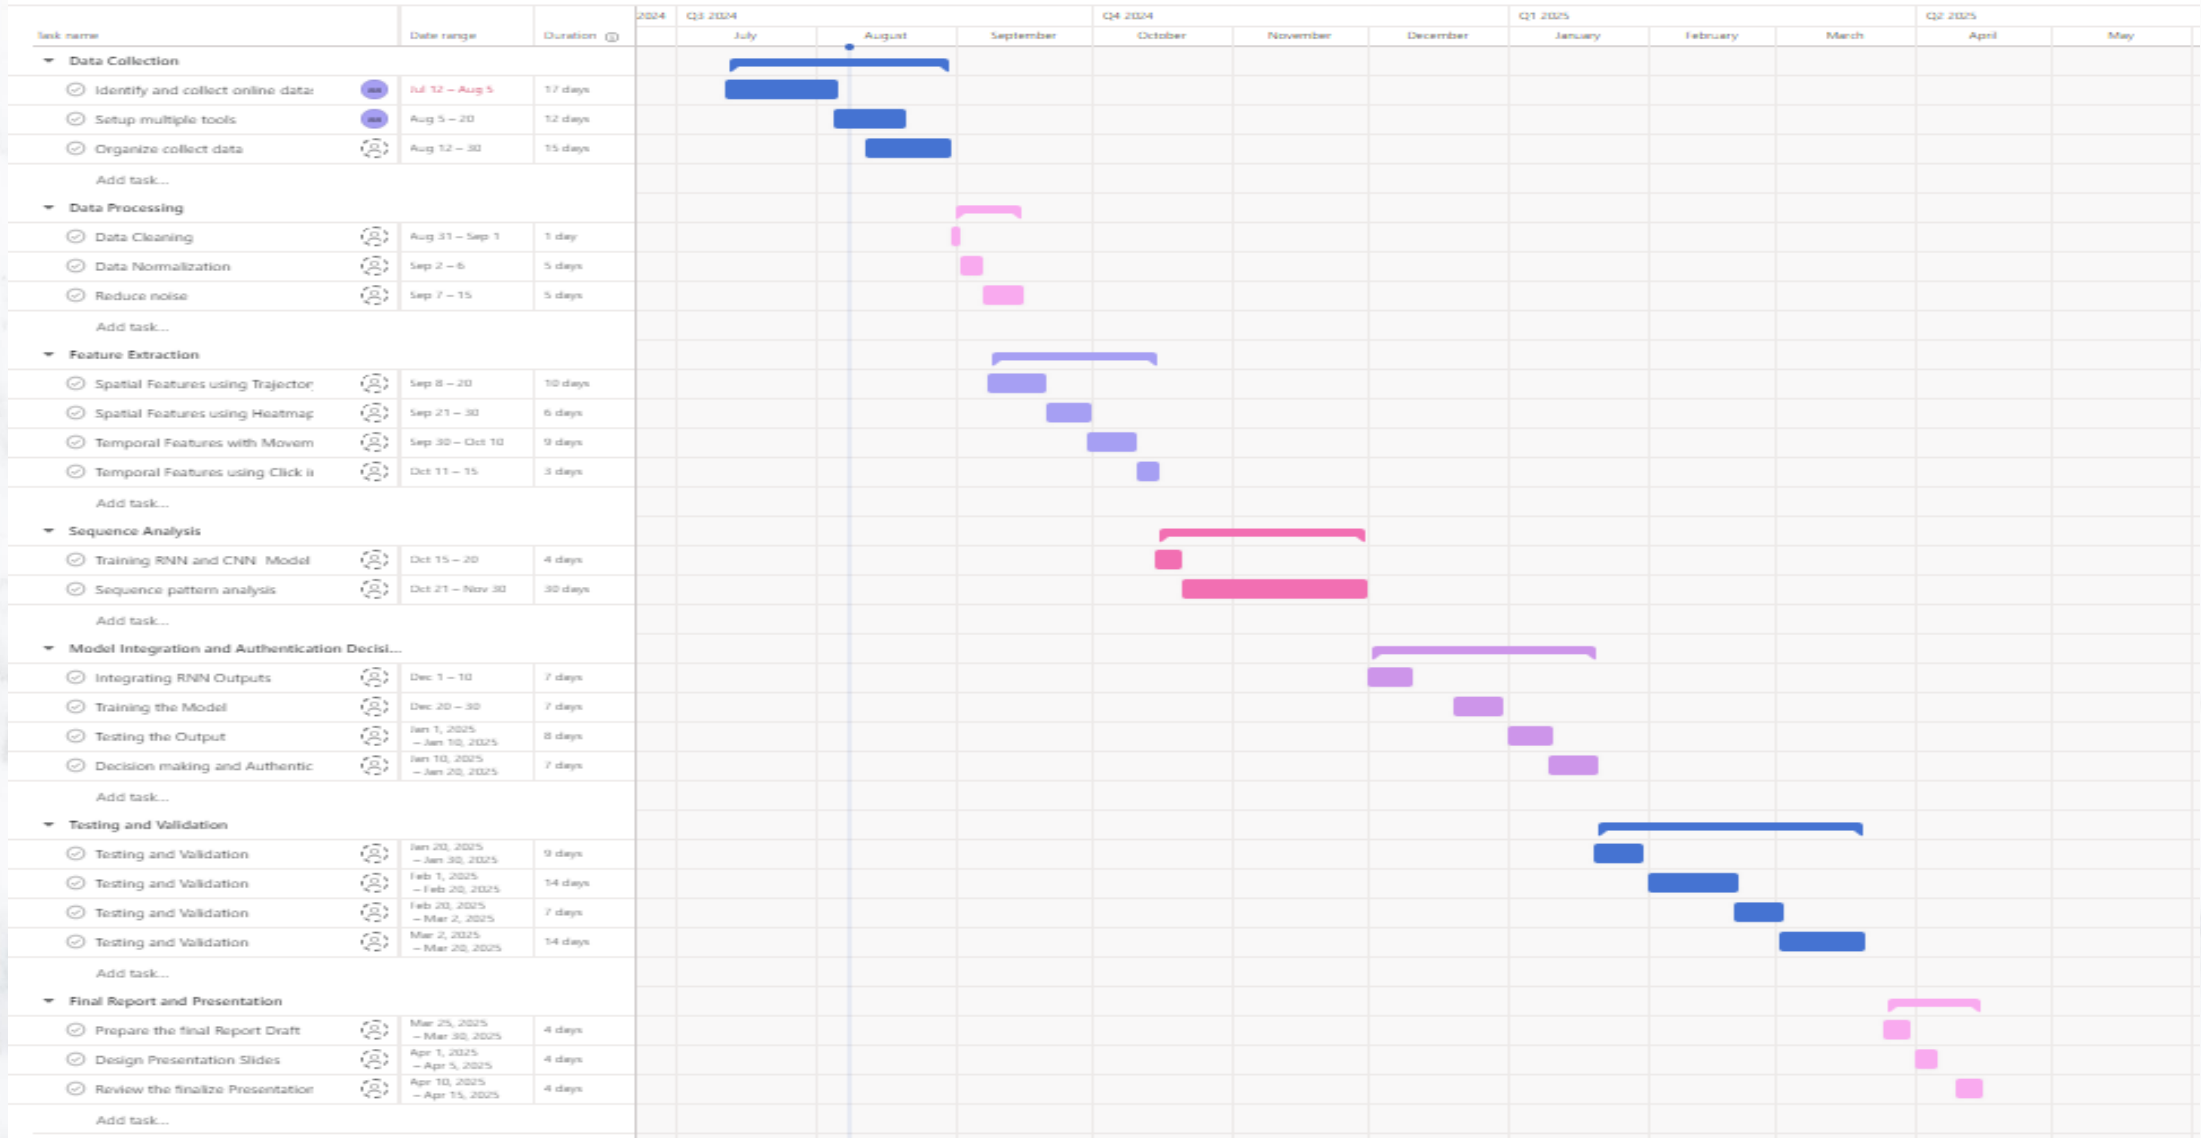 2024 Q3 2024 Q4 2024 Q1 2025 Q2 2025
Task name Date range Duration July August September October November December January February March April May
Data Collection
Identify and collect online data Jul 12 – Aug 5 17 days
Setup multiple tools Aug 5 – 20 12 days
Organize collect data Aug 12 – 30 15 days
Add task...
Data Processing
Data Cleaning Aug 31 – Sep 1 1 day
Data Normalization Sep 2 – 6 5 days
Reduce noise Sep 7 – 15 5 days
Add task...
Feature Extraction
Spatial Features using Trajector Sep 8 – 20 10 days
Spatial Features using Heatmap Sep 21 – 30 6 days
Temporal Features with Movem Sep 30 – Oct 10 9 days
Temporal Features using Click i Oct 11 – 15 3 days
Add task...
Sequence Analysis
Training RNN and CNN Model Oct 15 – 20 4 days
Sequence pattern analysis Oct 21 – Nov 30 30 days
Add task...
Model Integration and Authentication Decisi...
Integrating RNN Outputs Dec 1 – 10 7 days
Training the Model Dec 20 – 30 7 days
Testing the Output Jan 1, 2025 – Jan 10, 2025 8 days
Decision making and Authentic Jan 10, 2025 – Jan 20, 2025 7 days
Add task...
Testing and Validation
Testing and Validation Jan 20, 2025 – Jan 30, 2025 9 days
Testing and Validation Feb 1, 2025 – Feb 20, 2025 14 days
Testing and Validation Feb 20, 2025 – Mar 2, 2025 7 days
Testing and Validation Mar 2, 2025 – Mar 20, 2025 14 days
Add task...
Final Report and Presentation
Prepare the final Report Draft Mar 25, 2025 – Mar 30, 2025 4 days
Design Presentation Slides Apr 1, 2025 – Apr 5, 2025 4 days
Review the finalize Presentation Apr 10, 2025 – Apr 15, 2025 4 days
Add task...